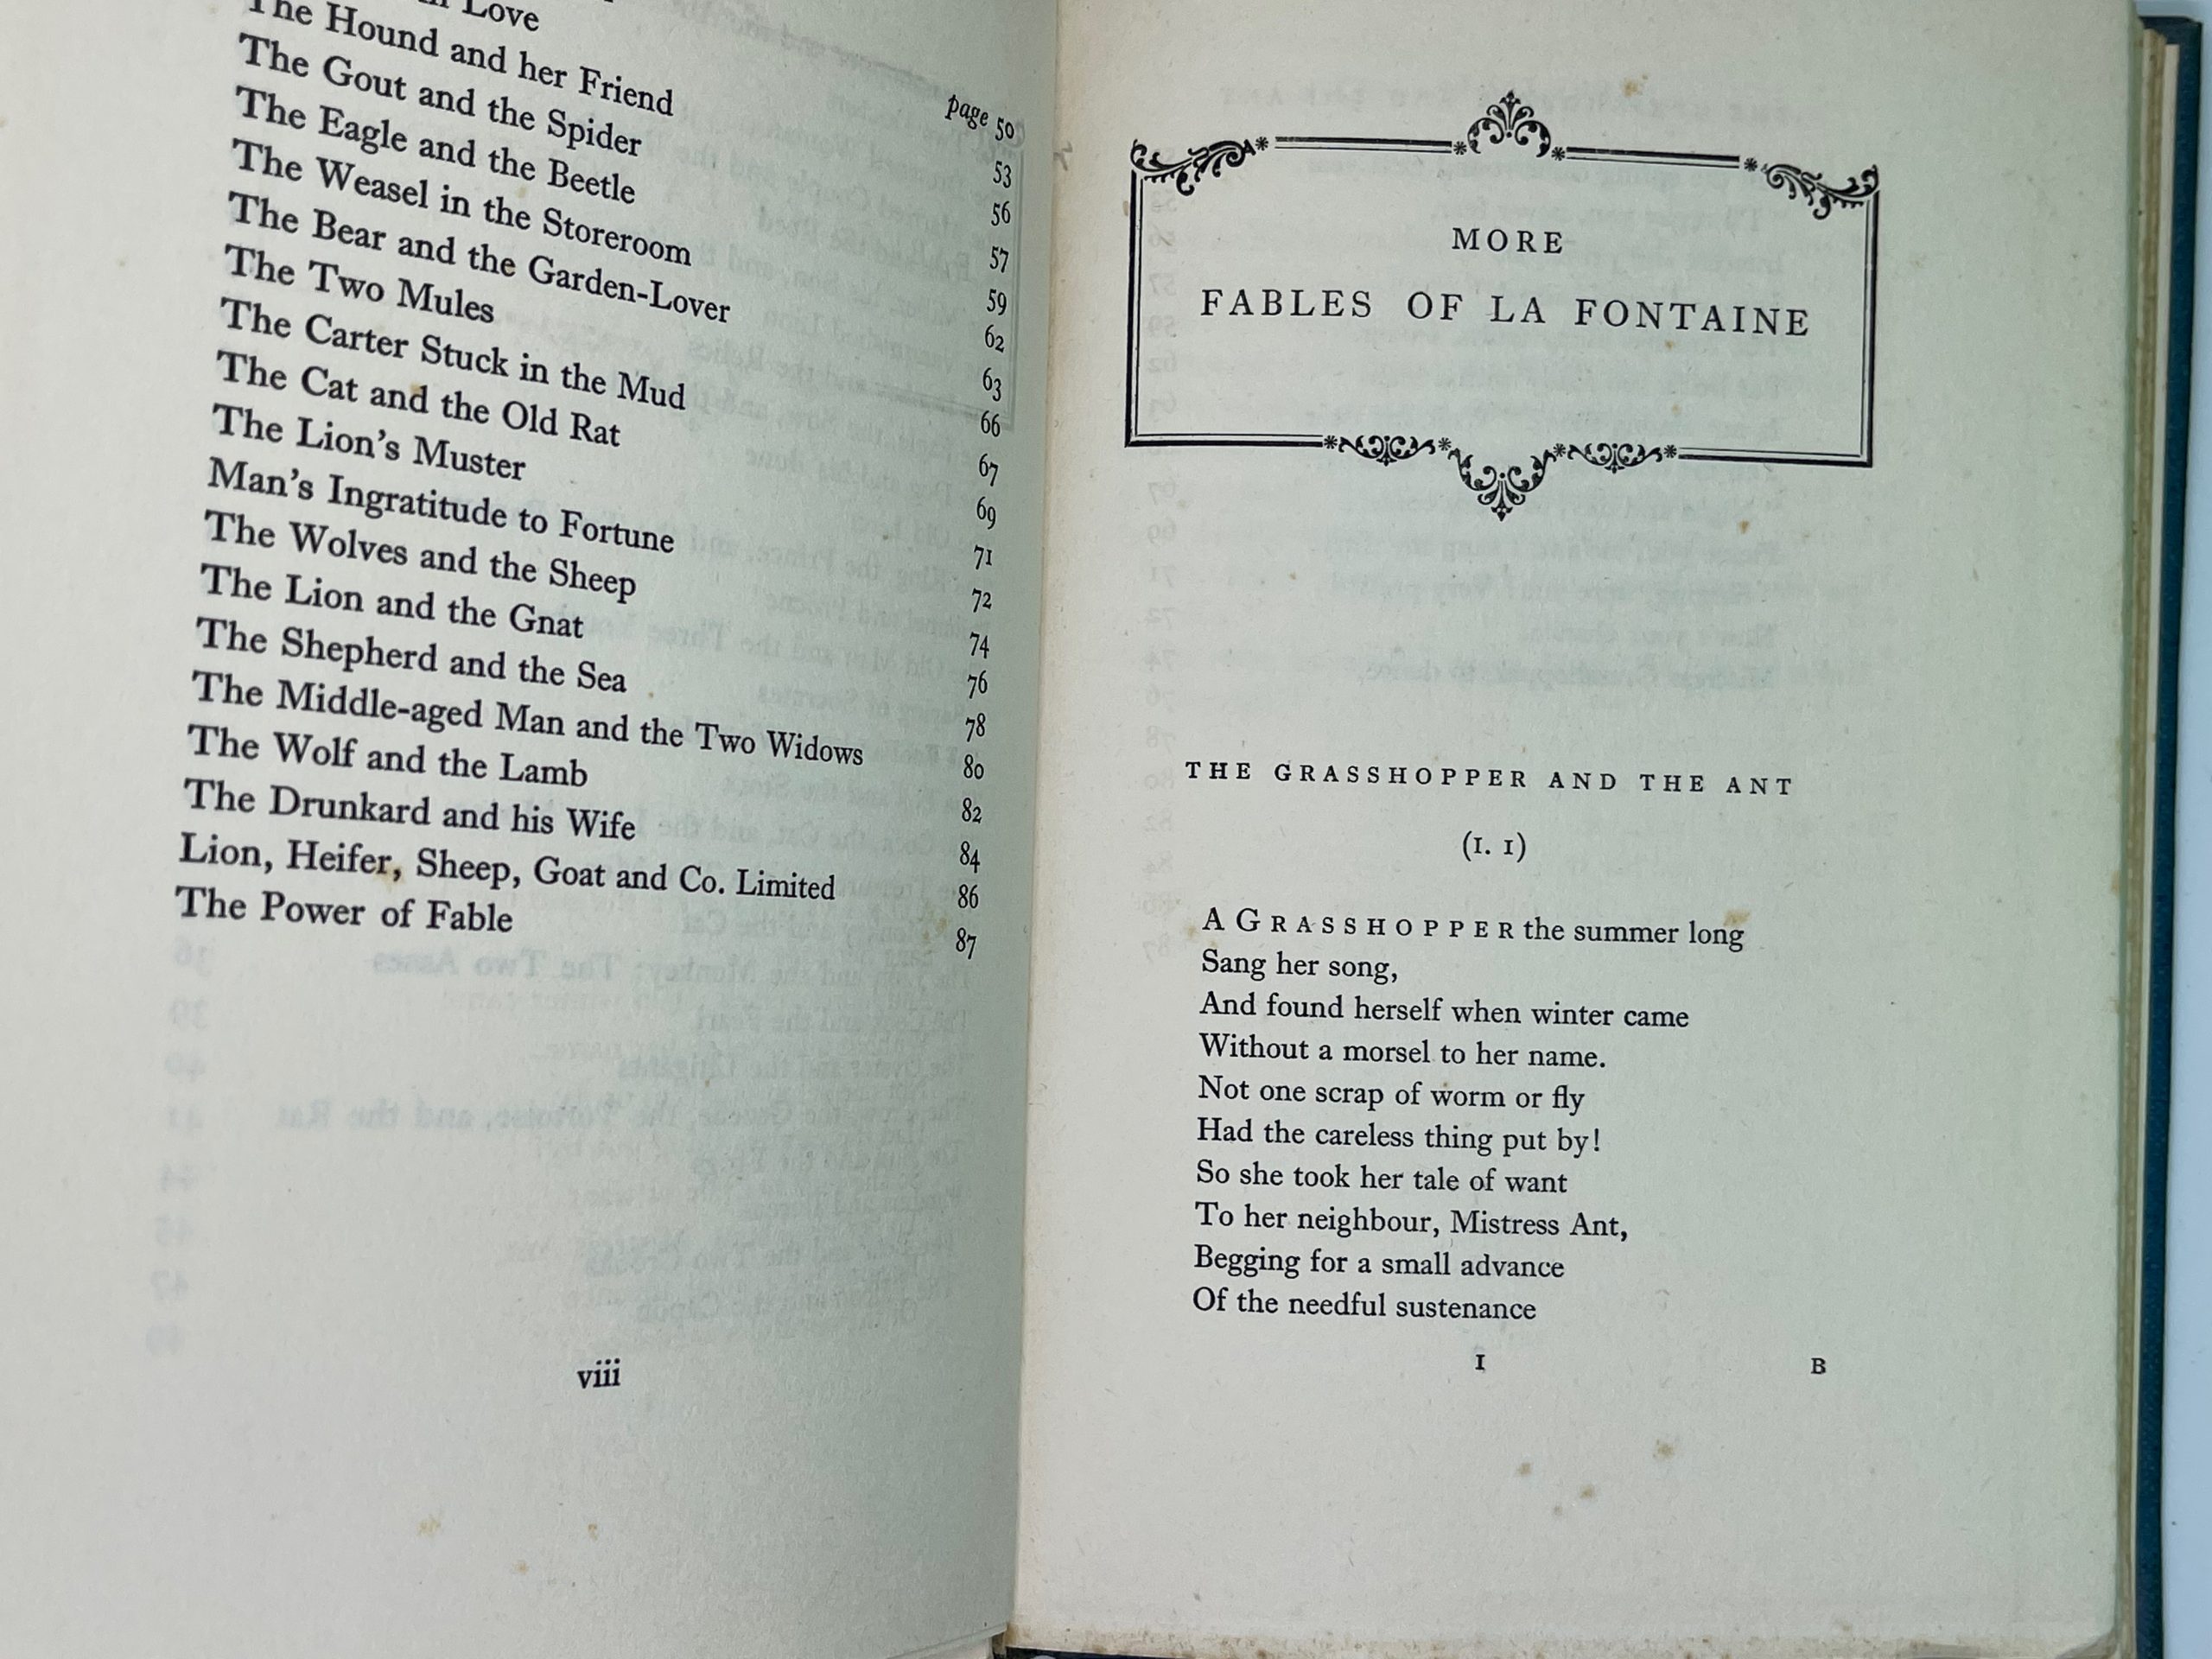 page 50
Love 53
The Hound and her Friend 56
The Gout and the Spider 57
The Eagle and the Beetle 59
The Weasel in the Storeroom 62
The Bear and the Garden-Lover 63
The Two Mules 66
The Carter Stuck in the Mud 67
The Cat and the Old Rat 69
The Lion's Muster 71
Man's Ingratitude to Fortune 72
The Wolves and the Sheep 74
The Lion and the Gnat 76
The Shepherd and the Sea 78
The Middle-aged Man and the Two Widows 80
The Wolf and the Lamb 82
The Drunkard and his Wife 84
Lion, Heifer, Sheep, Goat and Co. Limited 86
The Power of Fable 87
viii
MORE
FABLES OF LA FONTAINE
THE GRASSHOPPER AND THE ANT
(I. 1)
A GRASSHOPPER the summer long
Sang her song,
And found herself when winter came
Without a morsel to her name.
Not one scrap of worm or fly
Had the careless thing put by!
So she took her tale of want
To her neighbour, Mistress Ant,
Begging for a small advance
Of the needful sustenance
1 B